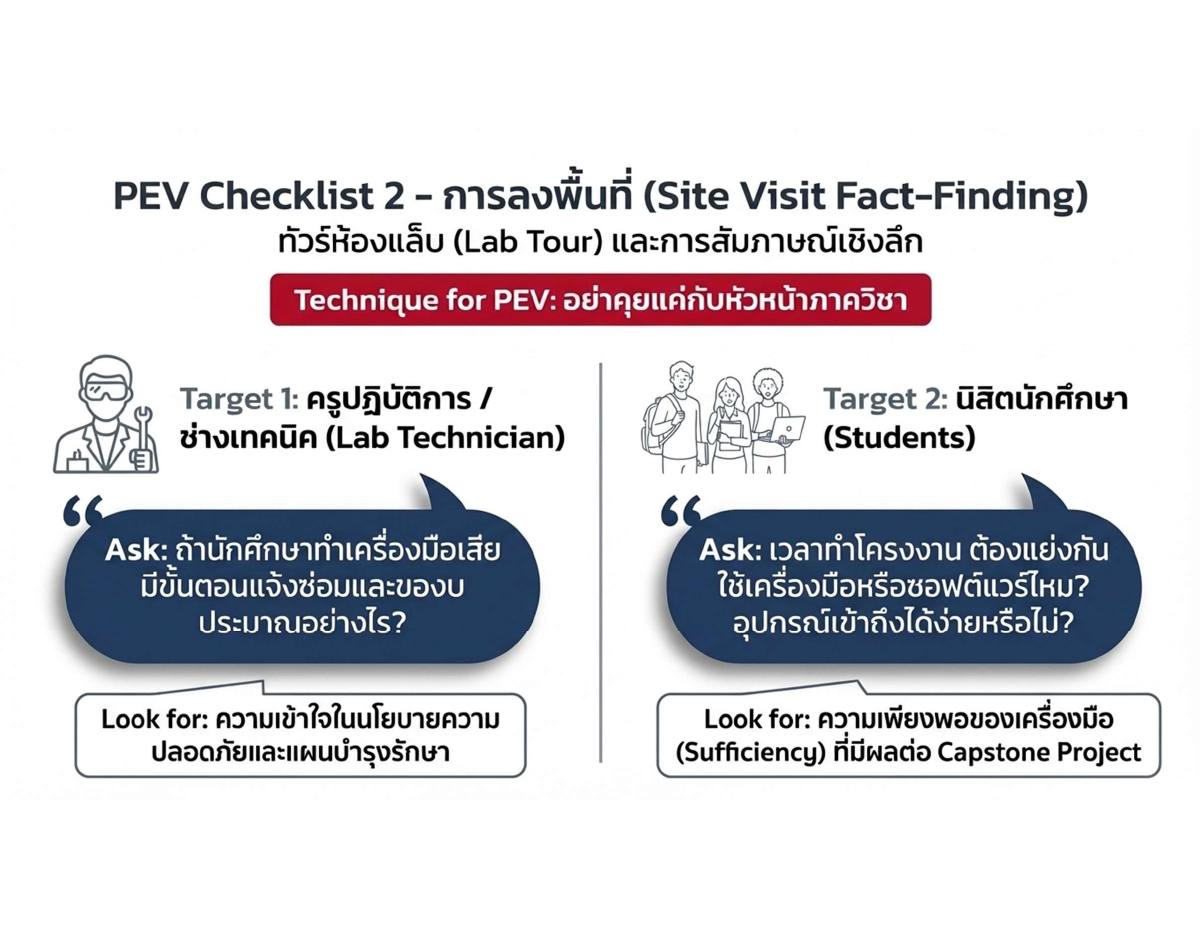 PEV Checklist 2 – การลงพื้นที่ (Site Visit Fact-Finding)
ทัวร์ห้องแล็บ (Lab Tour) และการสัมภาษณ์เชิงลึก
Technique for PEV: อย่าคุยแค่กับหัวหน้าภาควิชา
Target 1: ครูปฏิบัติการ /
ช่างเทคนิค (Lab Technician)
“
Ask: ถ้านักศึกษาทำเครื่องมือเสีย
มีขั้นตอนแจ้งซ่อมและของบ
ประมาณอย่างไร?
Look for: ความเข้าใจในนโยบายความ
ปลอดภัยและแผนบำรุงรักษา
Target 2: นิสิตนักศึกษา
(Students)
“
Ask: เวลาทำโครงงาน ต้องแย่งกัน
ใช้เครื่องมือหรือซอฟต์แวร์ไหม?
อุปกรณ์เข้าถึงได้ง่ายหรือไม่?
Look for: ความเพียงพอของเครื่องมือ
(Sufficiency) ที่มีผลต่อ Capstone Project